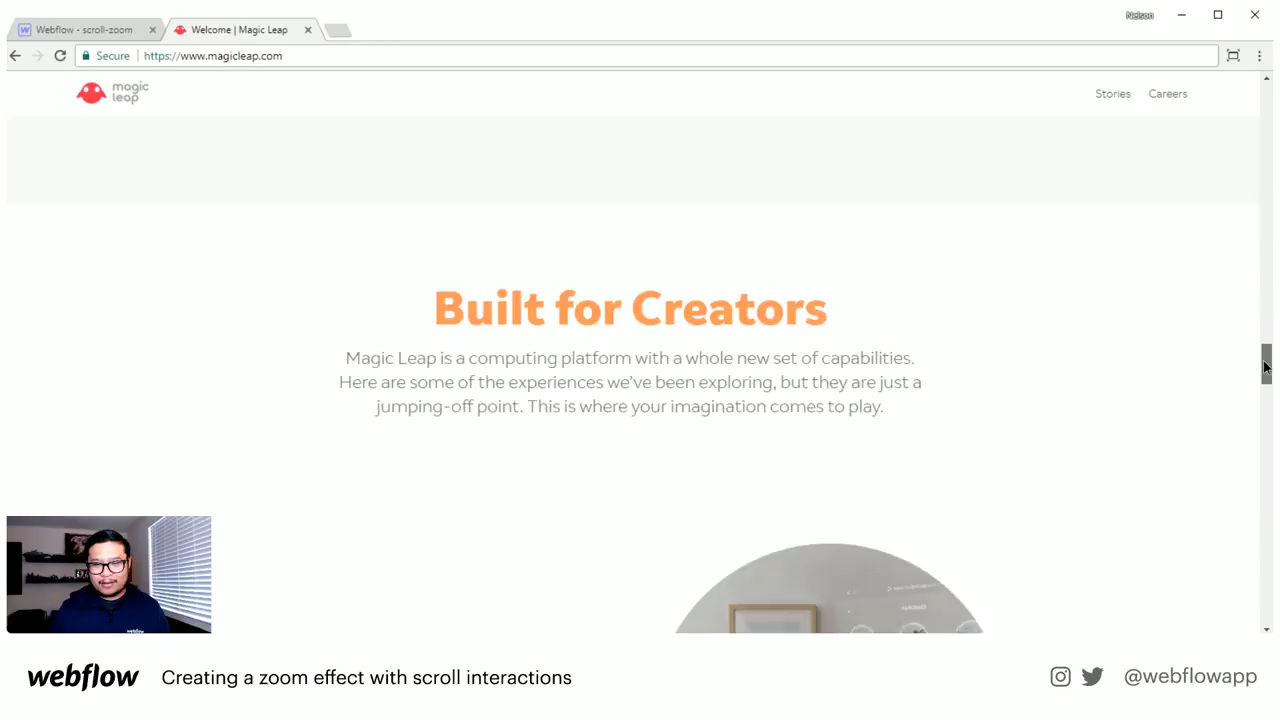 Nelson
Webflow - scroll-zoom
Welcome | Magic Leap
Secure
https://www.magicleap.com
magic
leap
Stories
Careers
Built for Creators
Magic Leap is a computing platform with a whole new set of capabilities.
Here are some of the experiences we've been exploring, but they are just a
jumping-off point. This is where your imagination comes to play.
webflow
Creating a zoom effect with scroll interactions
@webflowapp